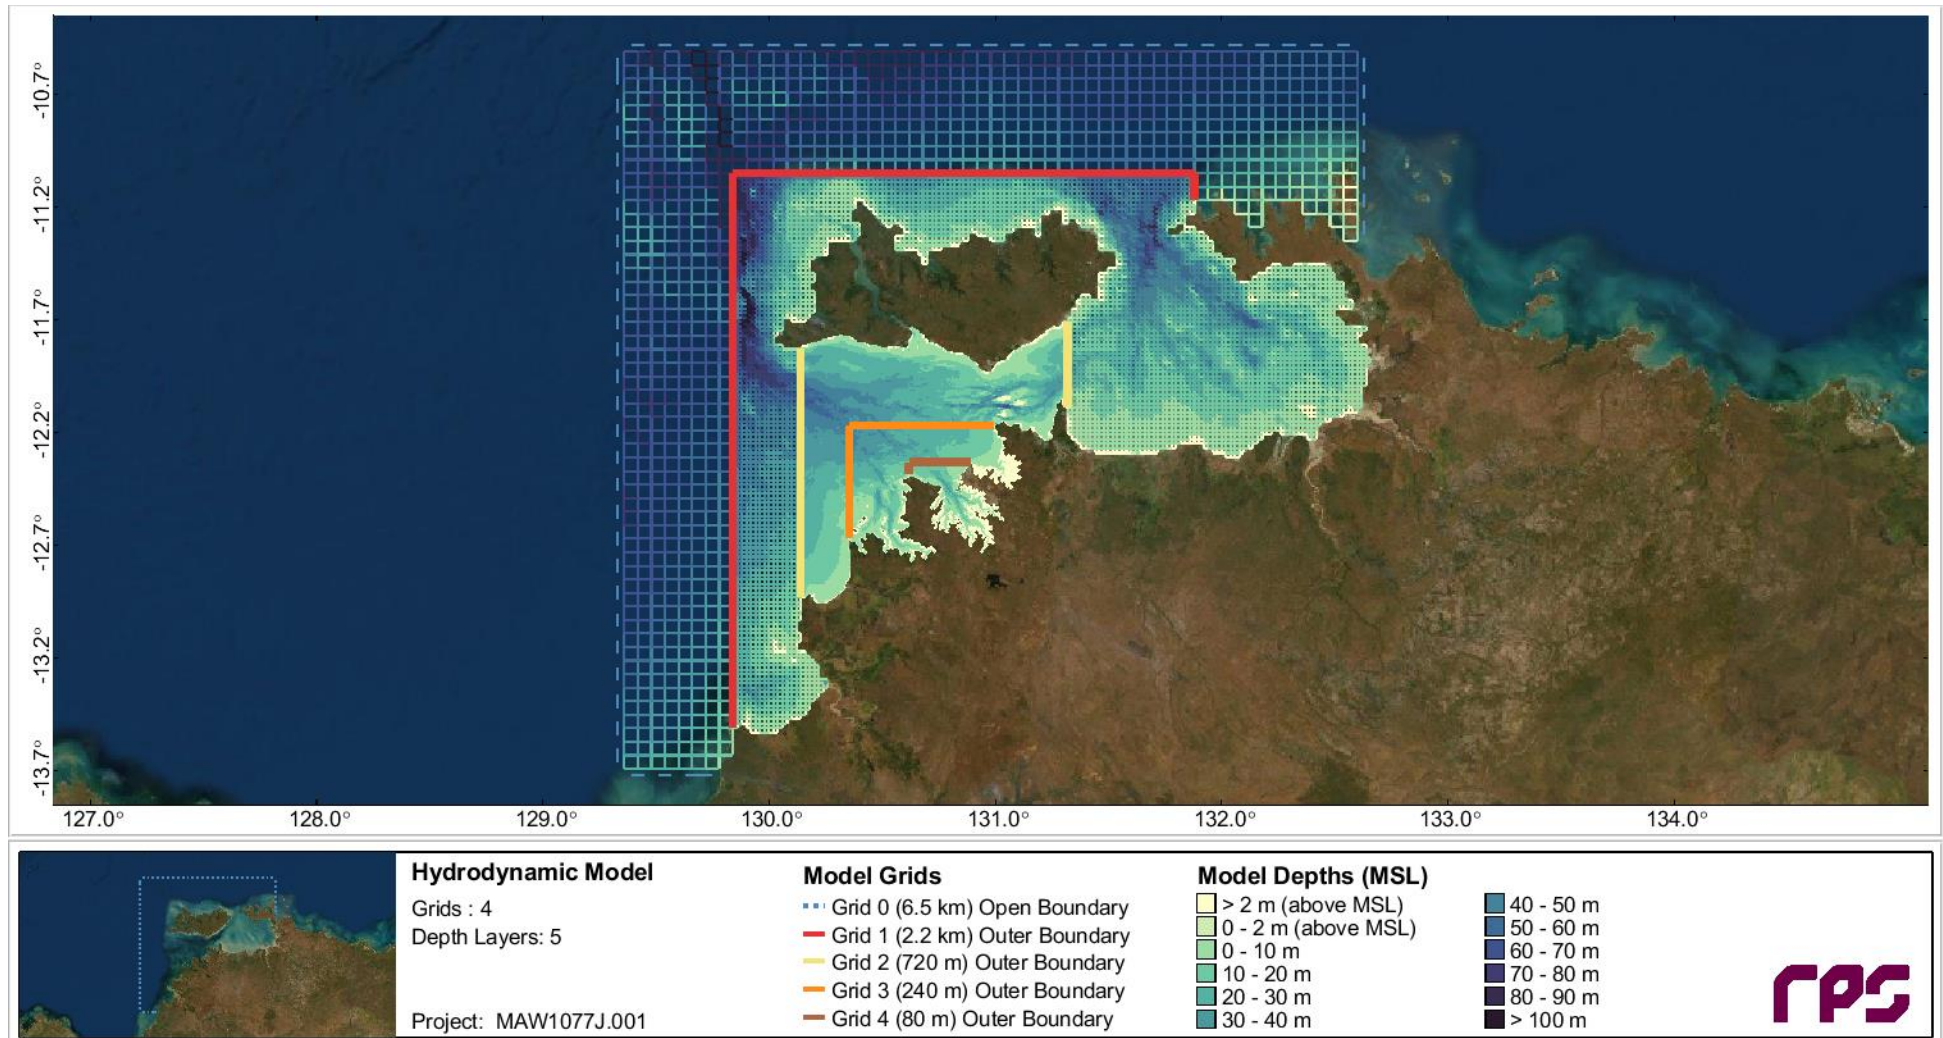 -10.7°
-11.2°
-11.7°
-12.2°
-12.7°
-13.2°
-13.7°
127.0°
128.0°
129.0°
130.0°
131.0°
132.0°
133.0°
134.0°
Hydrodynamic Model
Grids : 4
Depth Layers: 5
Project: MAW1077J.001
Model Grids
Grid 0 (6.5 km) Open Boundary
Grid 1 (2.2 km) Outer Boundary
Grid 2 (720 m) Outer Boundary
Grid 3 (240 m) Outer Boundary
Grid 4 (80 m) Outer Boundary
Model Depths (MSL)
> 2 m (above MSL)
0 - 2 m (above MSL)
0 - 10 m
10 - 20 m
20 - 30 m
30 - 40 m
40 - 50 m
50 - 60 m
60 - 70 m
70 - 80 m
80 - 90 m
> 100 m
rps